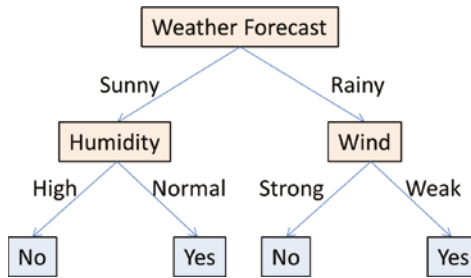 Weather Forecast
Sunny Rainy
Humidity Wind
High Normal Strong Weak
No Yes No Yes